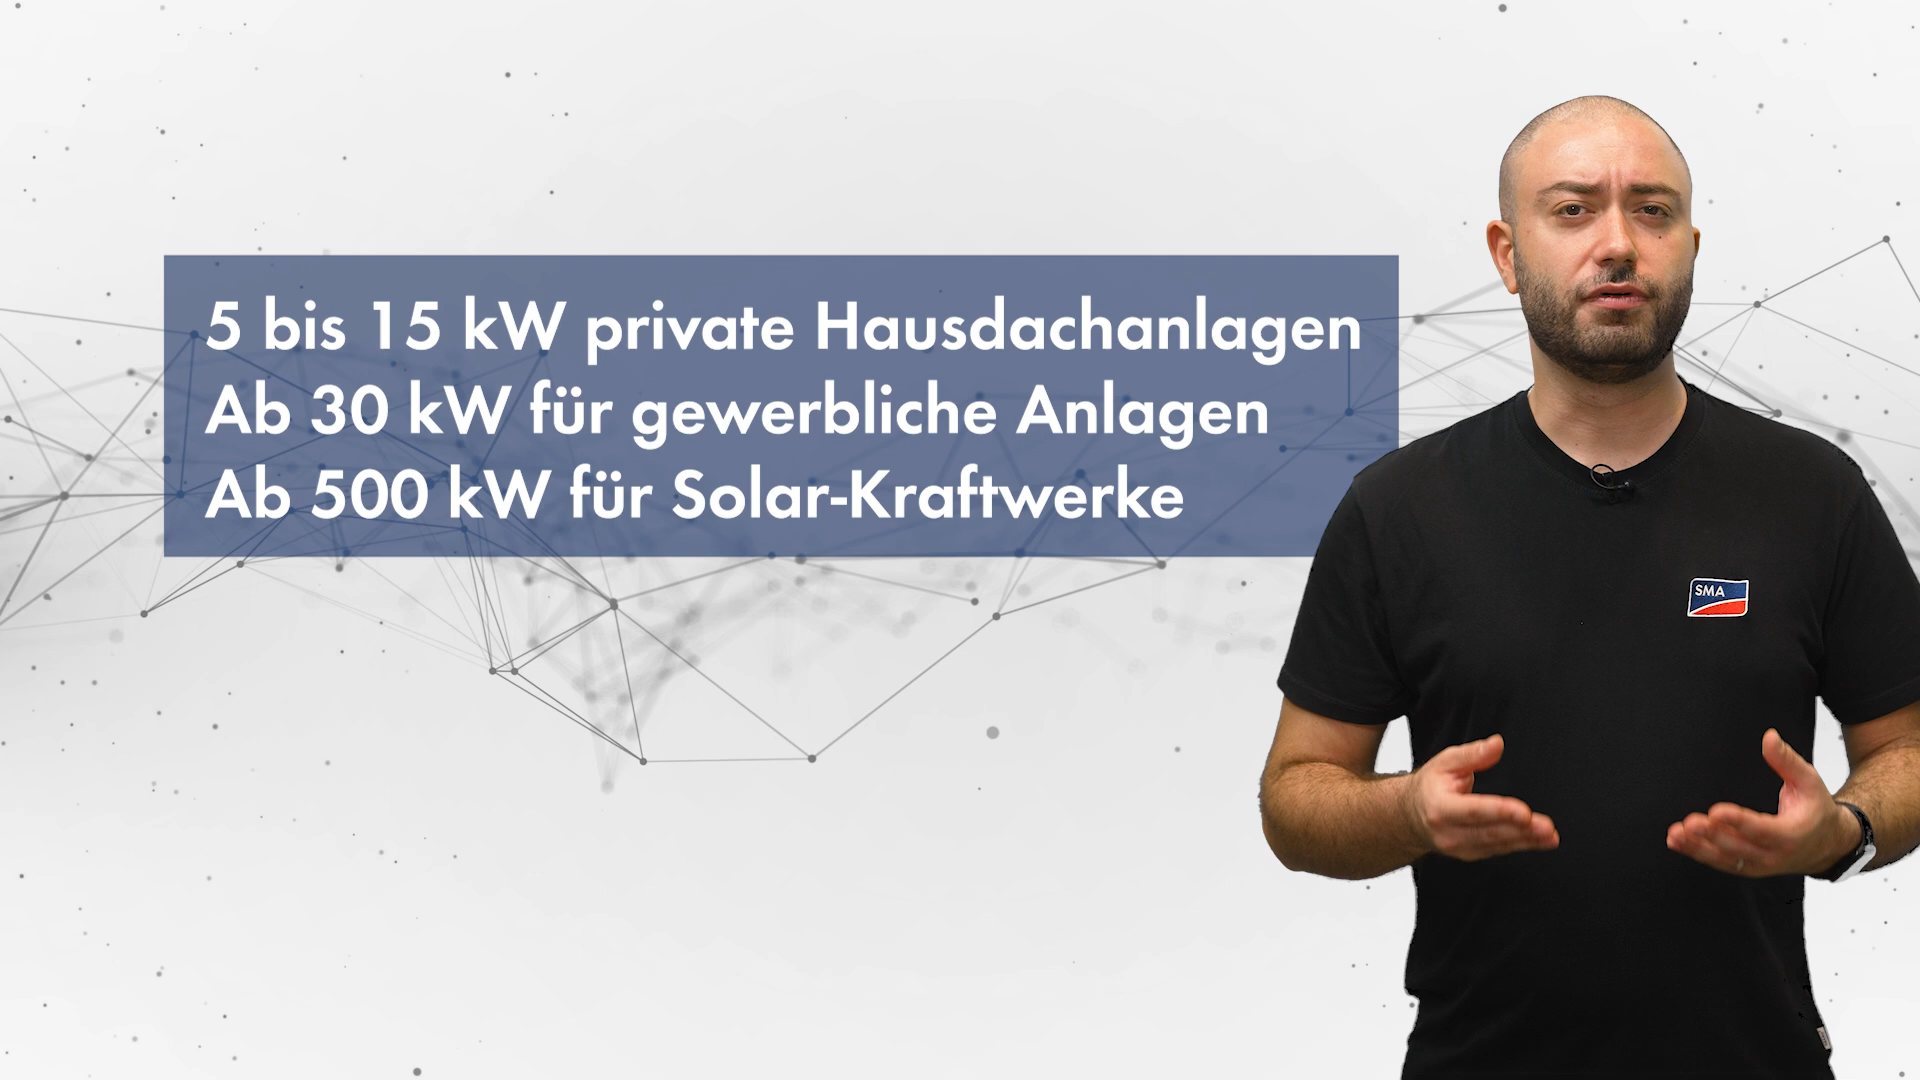 5 bis 15 kW private Hausdachanlagen
Ab 30 kW für gewerbliche Anlagen
Ab 500 kW für Solar-Kraftwerke
SMA